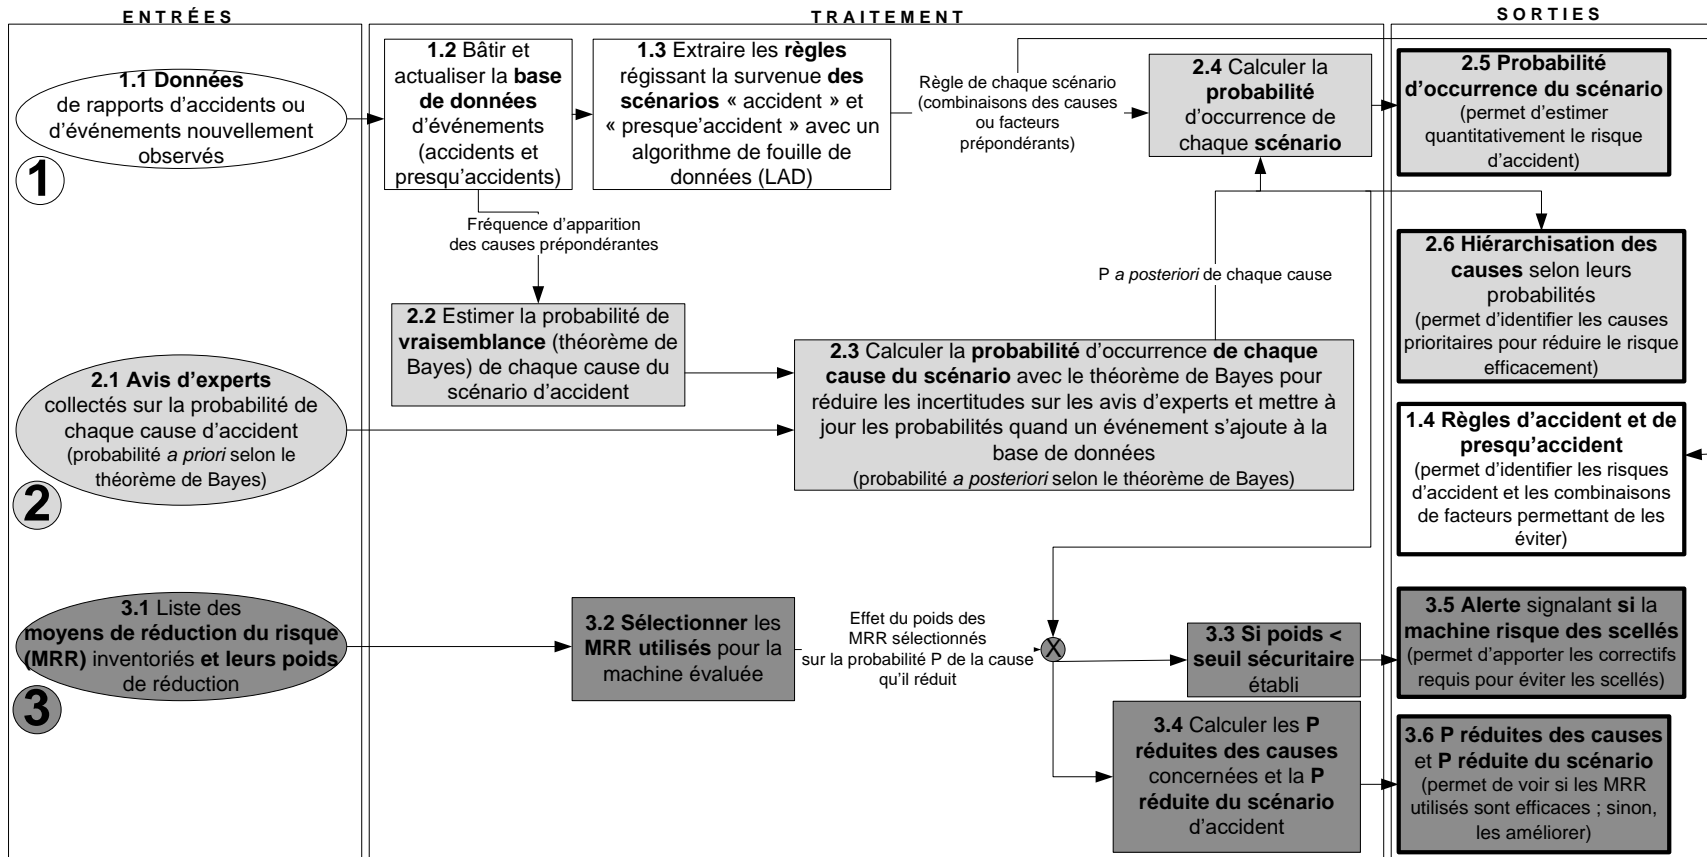 ENTRÉES
TRAITEMENT
SORTIES
1.1 Données
de rapports d'accidents ou
d'événements nouvellement
observés
1
1.2 Bâtir et
actualiser la base
de données
d'événements
(accidents et
presqu'accidents)
1.3 Extraire les règles
régissant la survenue des
scénarios « accident » et
« presque'accident » avec un
algorithme de fouille de
données (LAD)
Règle de chaque scénario
(combinaisons des causes
ou facteurs
prépondérants)
2.4 Calculer la
probabilité
d'occurrence de
chaque scénario
2.5 Probabilité
d'occurrence du scénario
(permet d'estimer
quantitativement le risque
d'accident)
Fréquence d'apparition
des causes prépondérantes
P a posteriori de chaque cause
2.6 Hiérarchisation des
causes selon leurs
probabilités
(permet d'identifier les causes
prioritaires pour réduire le risque
efficacement)
2.1 Avis d'experts
collectés sur la probabilité de
chaque cause d'accident
(probabilité a priori selon le
théorème de Bayes)
2
2.2 Estimer la probabilité de
vraisemblance (théorème de
Bayes) de chaque cause du
scénario d'accident
2.3 Calculer la probabilité d'occurrence de chaque
cause du scénario avec le théorème de Bayes pour
réduire les incertitudes sur les avis d'experts et mettre à
jour les probabilités quand un événement s'ajoute à la
base de données
(probabilité a posteriori selon le théorème de Bayes)
1.4 Règles d'accident et de
presqu'accident
(permet d'identifier les risques
d'accident et les combinaisons
de facteurs permettant de les
éviter)
3.1 Liste des
moyens de réduction du risque
(MRR) inventoriés et leurs poids
de réduction
3
3.2 Sélectionner les
MRR utilisés pour la
machine évaluée
Effet du poids des
MRR sélectionnés
sur la probabilité P de la cause
qu'il réduit
X
3.3 Si poids <
seuil sécuritaire
établi
3.5 Alerte signalant si la
machine risque des scellés
(permet d'apporter les correctifs
requis pour éviter les scellés)
3.4 Calculer les P
réduites des causes
concernées et la P
réduite du scénario
d'accident
3.6 P réduites des causes
et P réduite du scénario
(permet de voir si les MRR
utilisés sont efficaces ; sinon,
les améliorer)